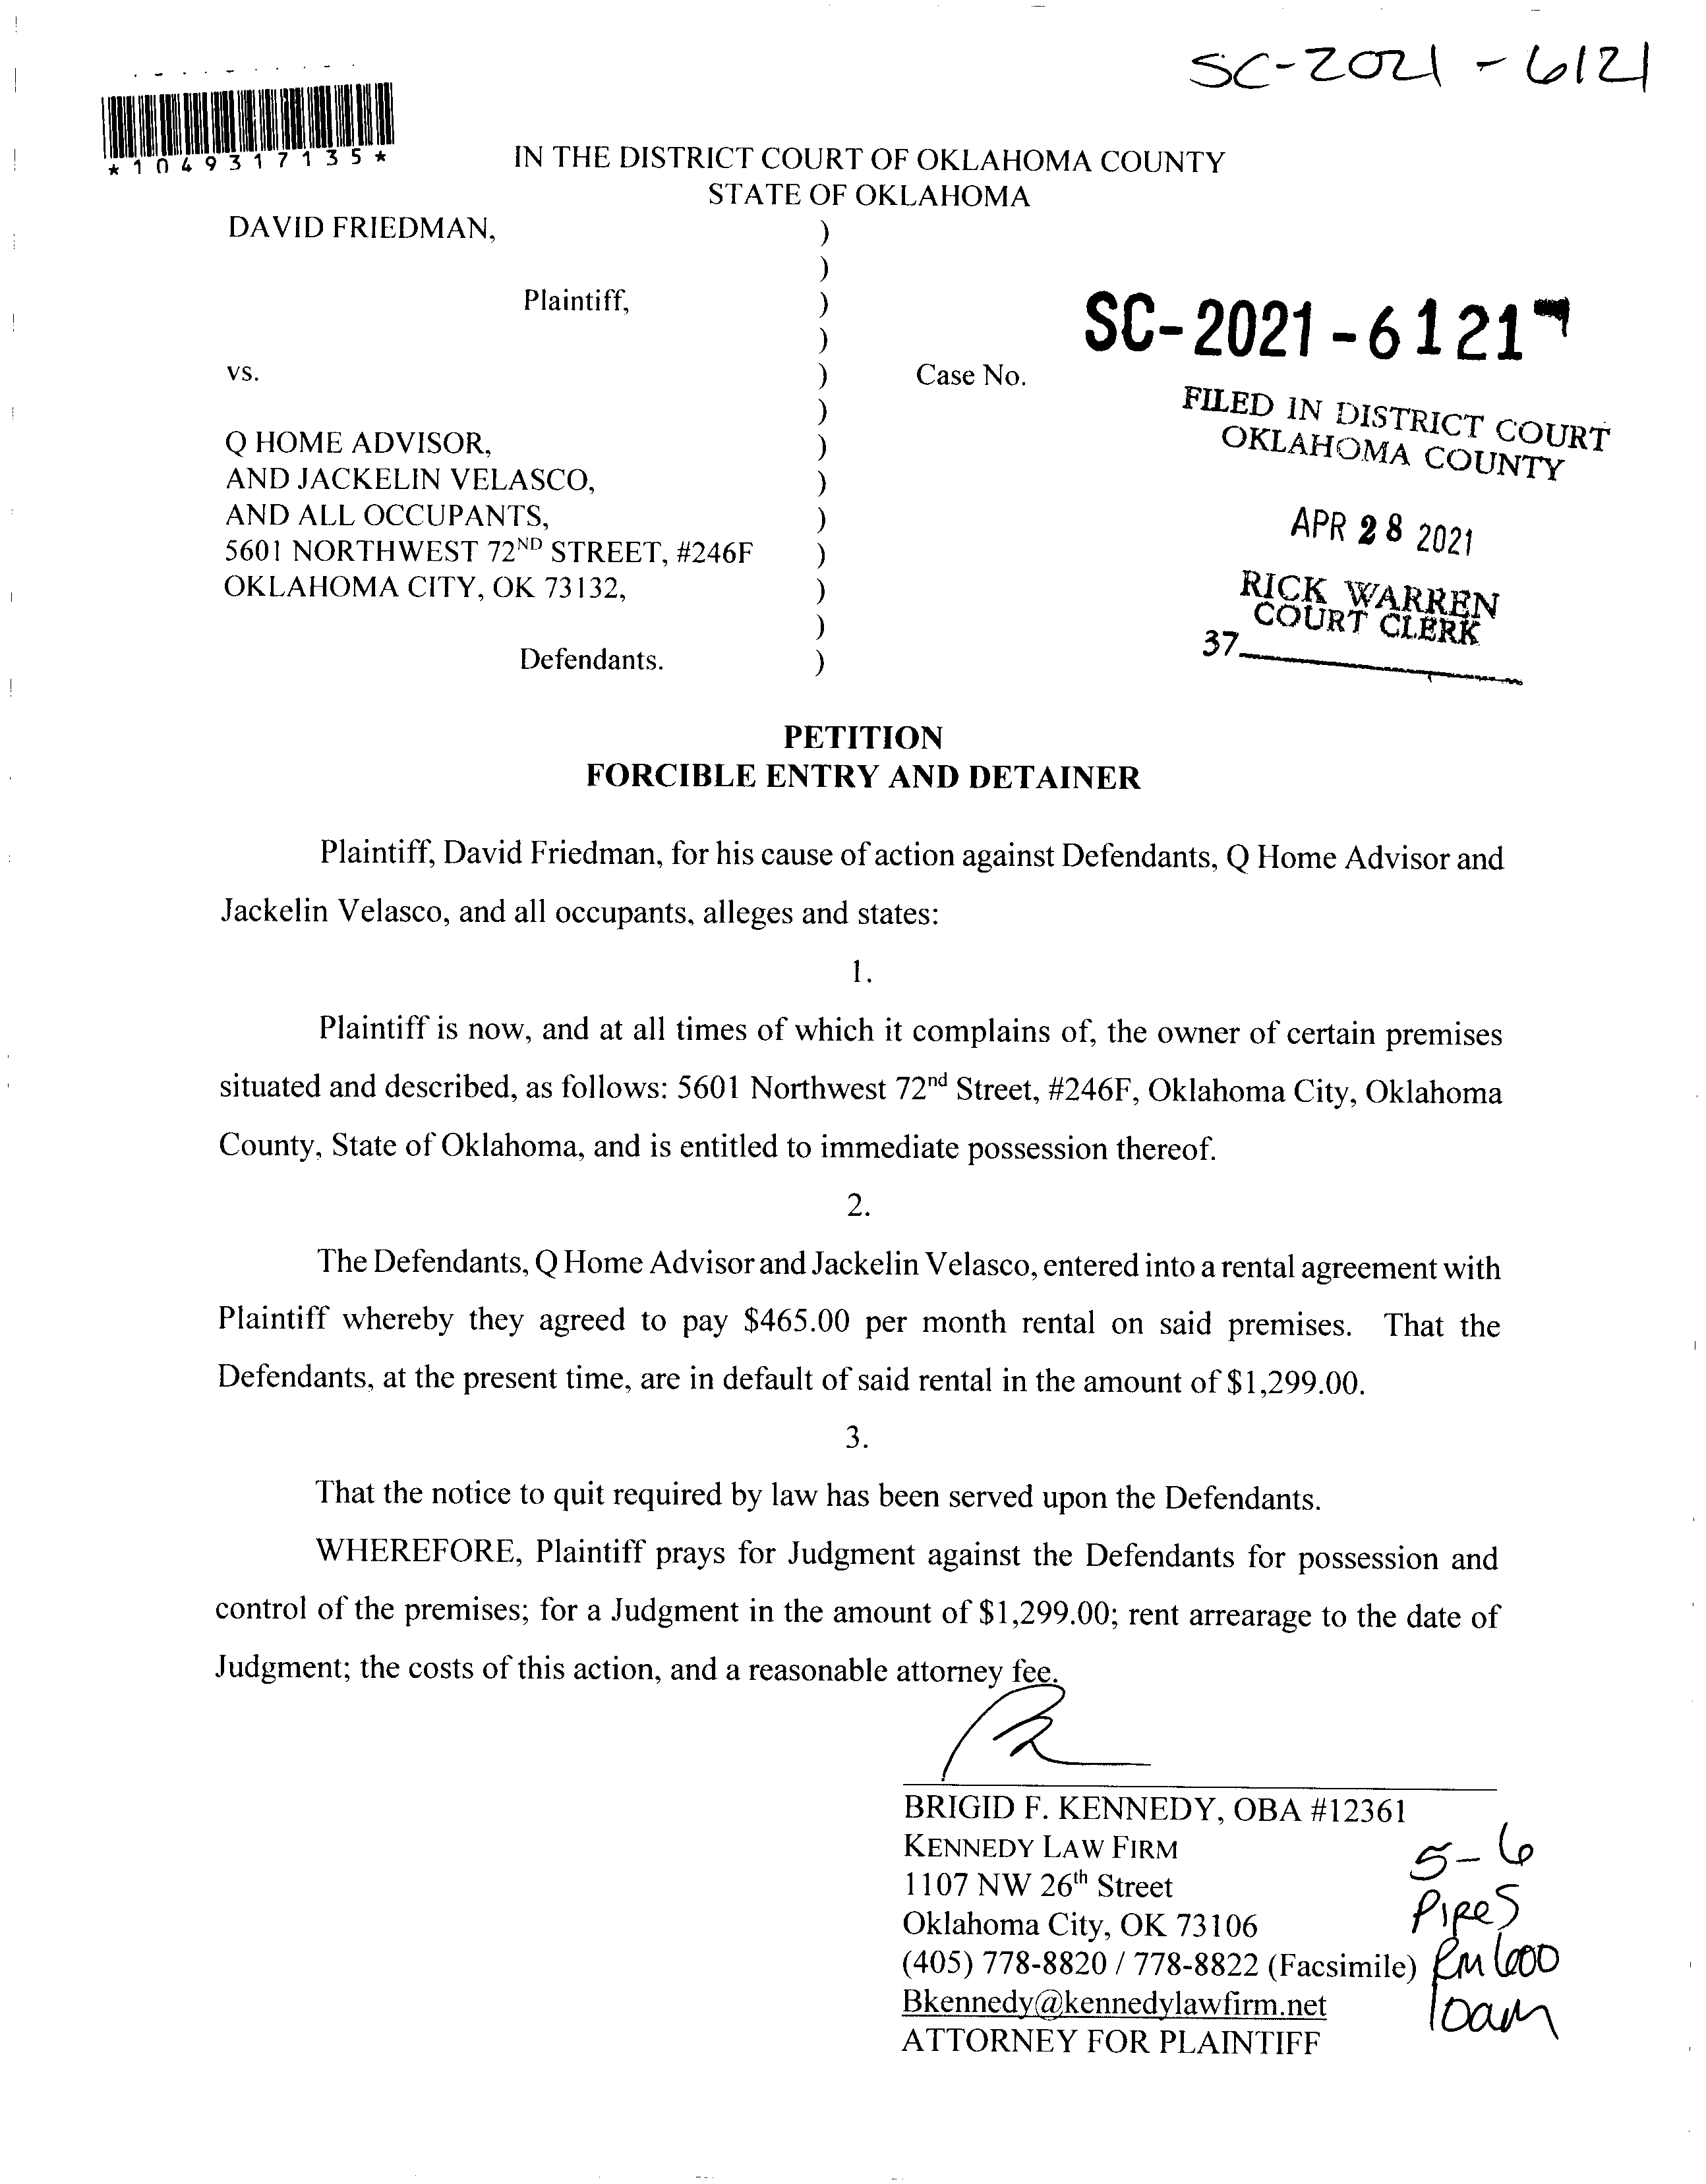 SC-2021-6121
*1049317135*
IN THE DISTRICT COURT OF OKLAHOMA COUNTY
STATE OF OKLAHOMA
DAVID FRIEDMAN, )
)
Plaintiff, )
)
SC-2021-6121
vs. ) Case No.
)
FILED IN DISTRICT COURT
OKLAHOMA COUNTY
Q HOME ADVISOR, )
AND JACKELIN VELASCO, )
AND ALL OCCUPANTS, )
APR 28 2021
5601 NORTHWEST 72ND STREET, #246F )
OKLAHOMA CITY, OK 73132, )
RICK WARREN
COURT CLERK
)
37
Defendants. )
PETITION
FORCIBLE ENTRY AND DETAINER
Plaintiff, David Friedman, for his cause of action against Defendants, Q Home Advisor and
Jackelin Velasco, and all occupants, alleges and states:
1.
Plaintiff is now, and at all times of which it complains of, the owner of certain premises
situated and described, as follows: 5601 Northwest 72nd Street, #246F, Oklahoma City, Oklahoma
County, State of Oklahoma, and is entitled to immediate possession thereof.
2.
The Defendants, Q Home Advisor and Jackelin Velasco, entered into a rental agreement with
Plaintiff whereby they agreed to pay $465.00 per month rental on said premises. That the
Defendants, at the present time, are in default of said rental in the amount of $1,299.00.
3.
That the notice to quit required by law has been served upon the Defendants.
WHEREFORE, Plaintiff prays for Judgment against the Defendants for possession and
control of the premises; for a Judgment in the amount of $1,299.00; rent arrearage to the date of
Judgment; the costs of this action, and a reasonable attorney fee.
BRIGID F. KENNEDY, OBA #12361
KENNEDY LAW FIRM
1107 NW 26th Street
Oklahoma City, OK 73106
(405) 778-8820 / 778-8822 (Facsimile)
Bkennedy@kennedylawfirm.net
ATTORNEY FOR PLAINTIFF
5-6
Pipes
Rm 600
10am